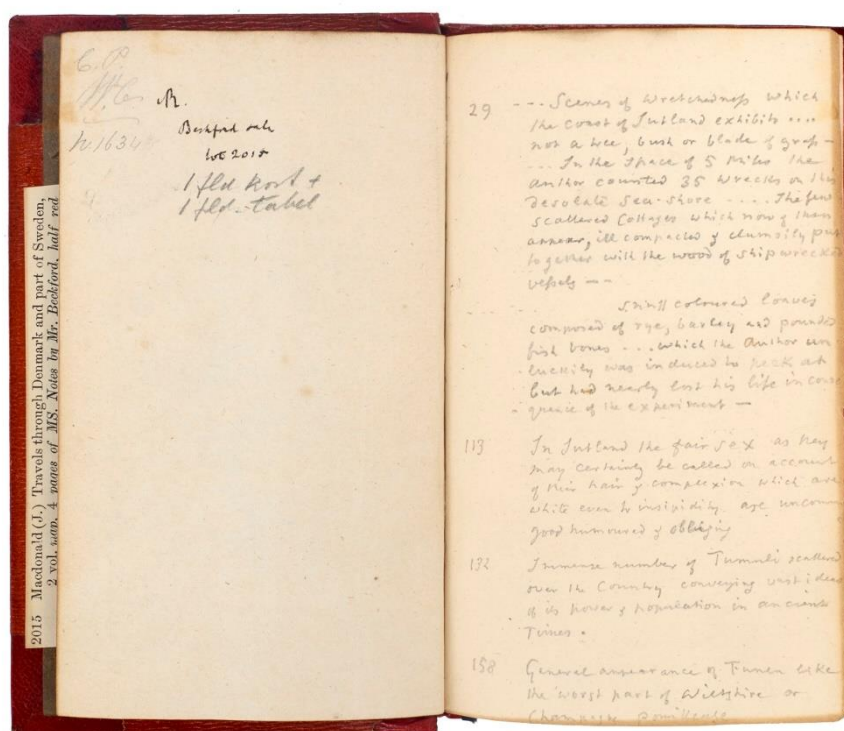 2015 Macdonald (J.) Travels through Denmark and part of Sweden,
2 vol. map, 4 pages of MS. Notes by Mr. Beckford, half red
C.P.
R.
Beckford sale
lot 2015
1 fld kort +
1 fld. tabel
29 --- Scenes of wretchedness which
the coast of Jutland exhibits ....
not a tree, bush or blade of grass -
.... In the space of 5 Miles the
author counted 35 wrecks on this
desolate Sea-shore ..... The few
scattered Cottages which now & then
appear, ill compacted & clumsily put
together with the wood of shipwrecked
vessels --
coloured loaves
composed of rye, barley and pounded
fish bones ... which the Author un
luckily was induced to peck at
but had nearly lost his life in conse
quence of the experiment -
113 In Jutland the fair sex as they
may certainly be called on account
of their hair & complexion which are
white even to insipidity are uncom
good humoured & obliging
132 Immense number of Tumuli scattered
over the Country conveying vast ideas
of its power & population in ancient
Times.
158 General appearance of Funen like
the worst part of Wiltshire or
Champagne